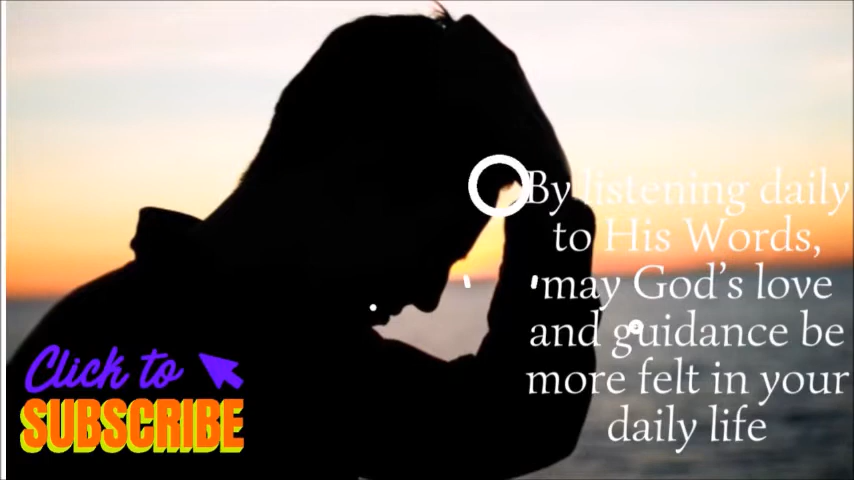 By listening daily
to His Words,
may God's love
and guidance be
more felt in your
daily life
Click to
SUBSCRIBE